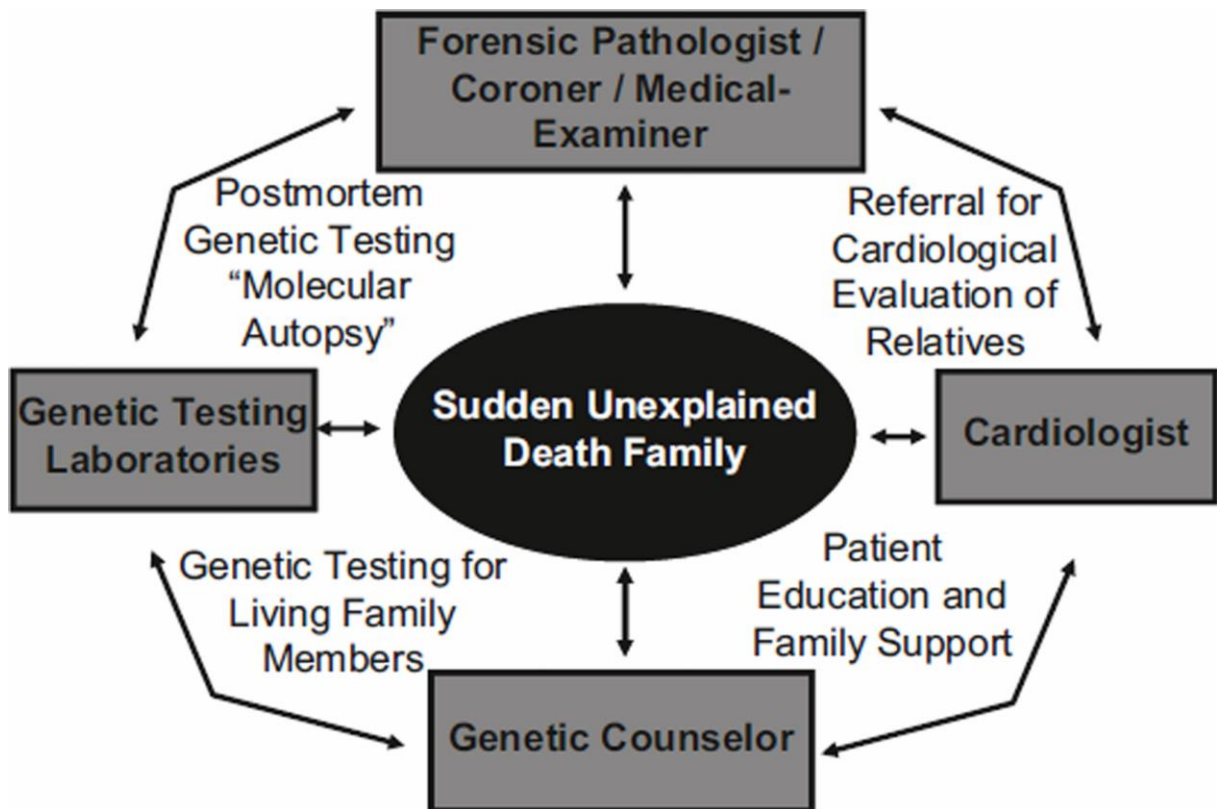 Forensic Pathologist /
Coroner / Medical-
Examiner
Postmortem
Genetic Testing
“Molecular
Autopsy”
Referral for
Cardiological
Evaluation of
Relatives
Genetic Testing
Laboratories
Sudden Unexplained
Death Family
Cardiologist
Genetic Testing for
Living Family
Members
Patient
Education and
Family Support
Genetic Counselor